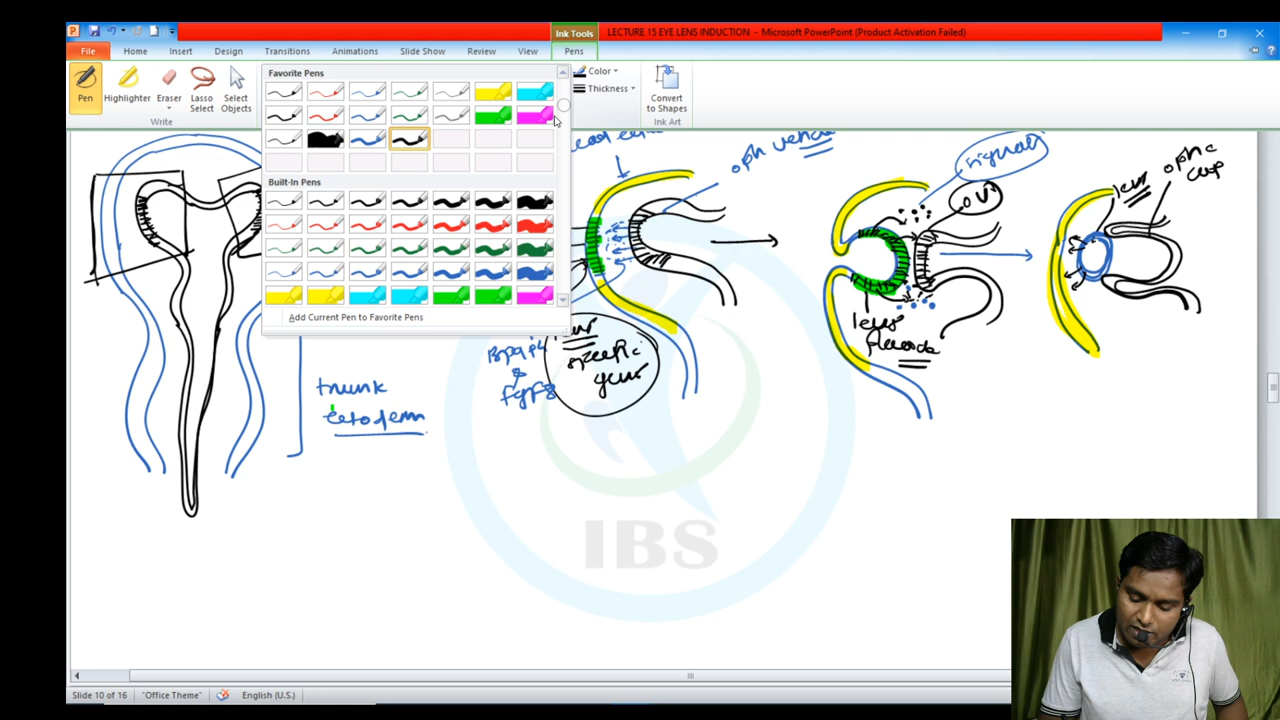 Ink Tools
LECTURE 15 EYE LENS INDUCTION - Microsoft PowerPoint (Product Activation Failed)
File Home Insert Design Transitions Animations Slide Show Review View Pens
Pen
Highlighter
Eraser
Lasso Select
Select Objects
Write
Color
Thickness
Convert to Shapes
Ink Art
Favorite Pens
Built-In Pens
Add Current Pen to Favorite Pens
signals
OV
lens
optic
cup
lens
placode
specific
Fgf8
trunk
ectoderm
IBS
Slide 10 of 16
"Office Theme"
English (U.S.)